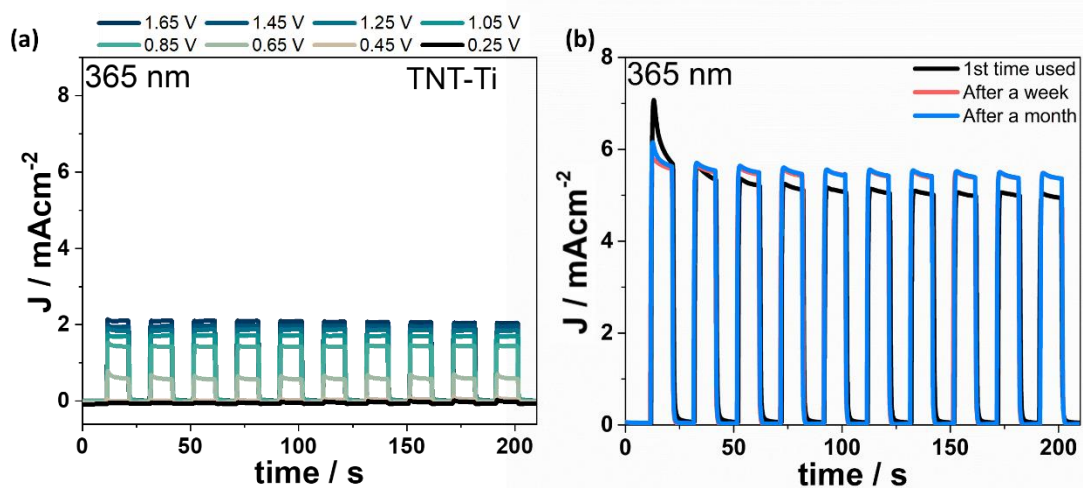 (a)
1.65 V 1.45 V 1.25 V 1.05 V
0.85 V 0.65 V 0.45 V 0.25 V
365 nm TNT-Ti
8
6
4
2
0
J / mAcm-2
0 50 100 150 200
time / s
(b)
365 nm
1st time used
After a week
After a month
8
6
4
2
0
J / mAcm-2
0 50 100 150 200
time / s